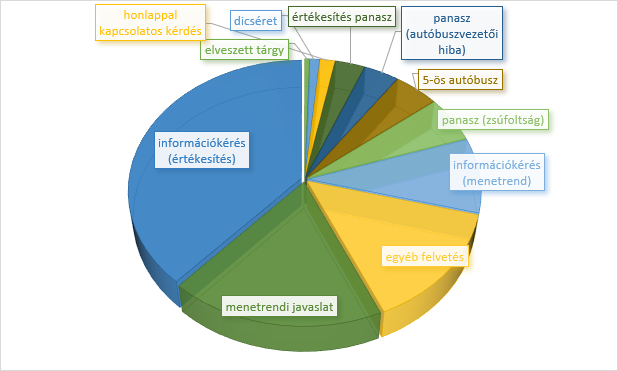 honlappal
kapcsolatos kérdés
dicséret
értékesítés panasz
panasz
(autóbuszvezetői
hiba)
elveszett tárgy
5-ös autóbusz
panasz (zsúfoltság)
információkérés
(értékesítés)
információkérés
(menetrend)
egyéb felvetés
menetrendi javaslat